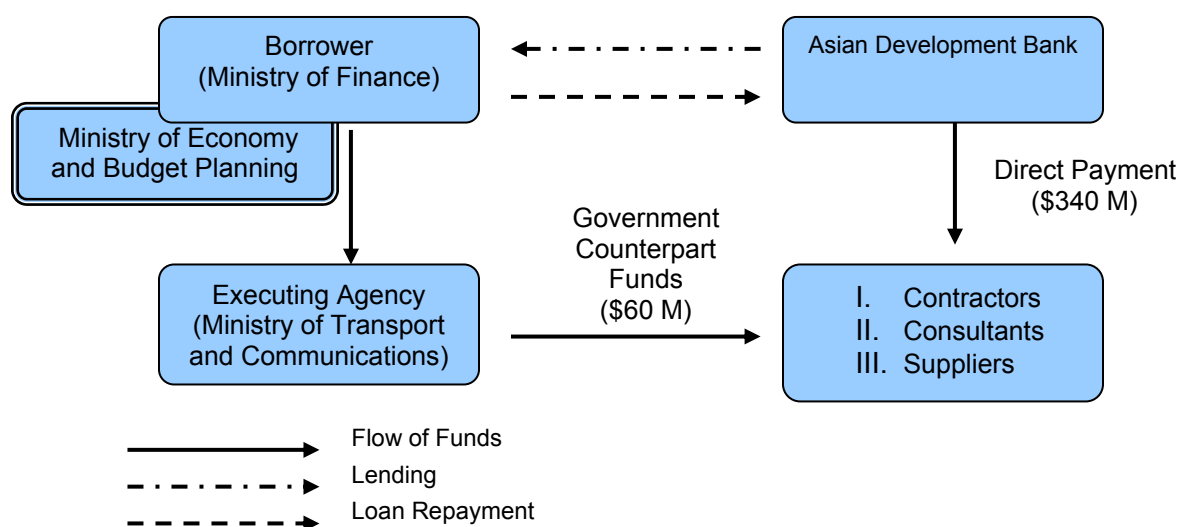 Borrower
(Ministry of Finance)
Asian Development Bank
Ministry of Economy
and Budget Planning
Direct Payment
($340 M)
Government
Counterpart
Funds
($60 M)
Executing Agency
(Ministry of Transport
and Communications)
I. Contractors
II. Consultants
III. Suppliers
Flow of Funds
Lending
Loan Repayment